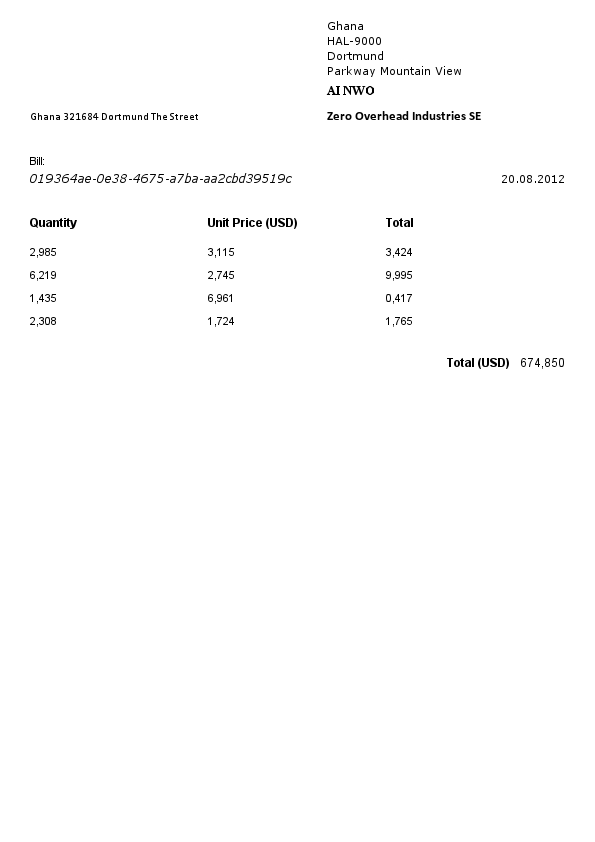 Ghana
HAL-9000
Dortmund
Parkway Mountain View
AI NWO
Ghana 321684 Dortmund The Street
Zero Overhead Industries SE
Bill:
019364ae-0e38-4675-a7ba-aa2cbd39519c
20.08.2012
Quantity Unit Price (USD) Total
2,985 3,115 3,424
6,219 2,745 9,995
1,435 6,961 0,417
2,308 1,724 1,765
Total (USD) 674,850